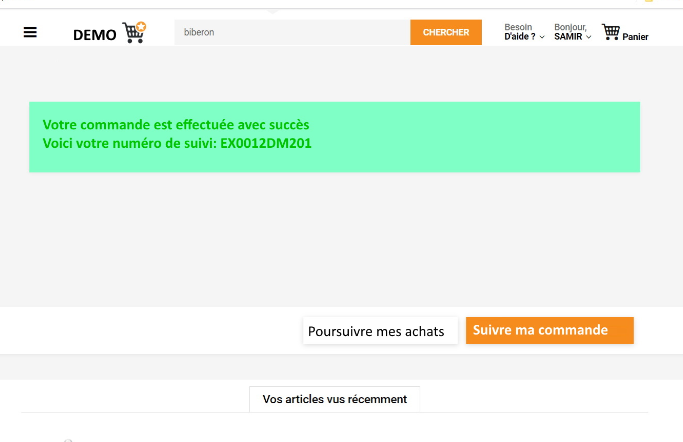 DEMO
biberon
CHERCHER
Besoin
D'aide ?
Bonjour,
SAMIR
Panier
Votre commande est effectuée avec succès
Voici votre numéro de suivi: EX0012DM201
Poursuivre mes achats
Suivre ma commande
Vos articles vus récemment